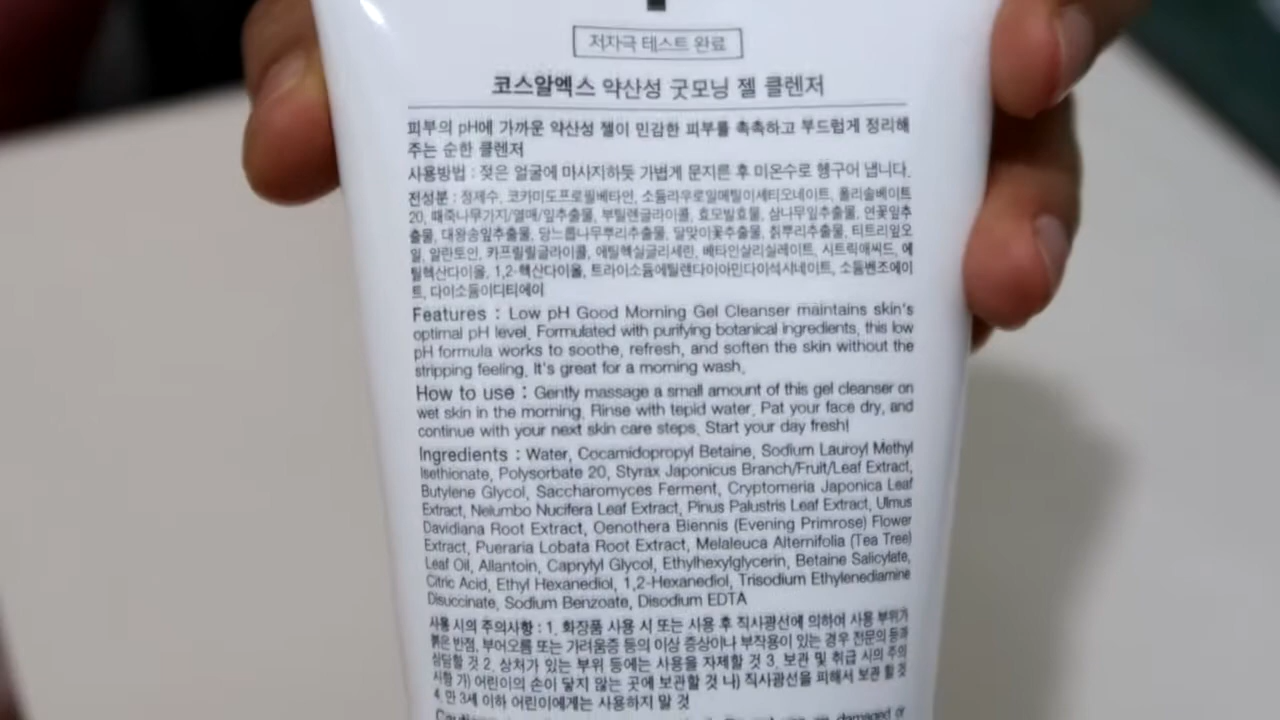 저자극 테스트 완료
코스알엑스 약산성 굿모닝 젤 클렌저
피부의 pH에 가까운 약산성 젤이 민감한 피부를 촉촉하고 부드럽게 정리해
주는 순한 클렌저
사용방법 : 젖은 얼굴에 마사지하듯 가볍게 문지른 후 미온수로 헹구어 냅니다.
전성분 : 정제수, 코카미도프로필베타인, 소듐라우로일메틸이세티오네이트, 폴리솔베이트
20, 때죽나무가지/열매/잎추출물, 부틸렌글라이콜, 효모발효물, 삼나무잎추출물, 연꽃잎추
출물, 대왕송잎추출물, 당느릅나무뿌리추출물, 달맞이꽃추출물, 칡뿌리추출물, 티트리잎오
일, 알란토인, 카프릴릴글라이콜, 에틸헥실글리세린, 베타인살리실레이트, 시트릭애씨드, 에
틸헥산다이올, 1,2-헥산다이올, 트라이소듐에틸렌다이아민다이석시네이트, 소듐벤조에이
트, 다이소듐이디티에이
Features : Low pH Good Morning Gel Cleanser maintains skin's
optimal pH level. Formulated with purifying botanical ingredients, this low
pH formula works to soothe, refresh, and soften the skin without the
stripping feeling. It's great for a morning wash.
How to use : Gently massage a small amount of this gel cleanser on
wet skin in the morning. Rinse with tepid water. Pat your face dry, and
continue with your next skin care steps. Start your day fresh!
Ingredients : Water, Cocamidopropyl Betaine, Sodium Lauroyl Methyl
Isethionate, Polysorbate 20, Styrax Japonicus Branch/Fruit/Leaf Extract,
Butylene Glycol, Saccharomyces Ferment, Cryptomeria Japonica Leaf
Extract, Nelumbo Nucifera Leaf Extract, Pinus Palustris Leaf Extract, Ulmus
Davidiana Root Extract, Oenothera Biennis (Evening Primrose) Flower
Extract, Pueraria Lobata Root Extract, Melaleuca Alternifolia (Tea Tree)
Leaf Oil, Allantoin, Caprylyl Glycol, Ethylhexylglycerin, Betaine Salicylate,
Citric Acid, Ethyl Hexanediol, 1,2-Hexanediol, Trisodium Ethylenediamine
Disuccinate, Sodium Benzoate, Disodium EDTA
사용 시의 주의사항 : 1. 화장품 사용 시 또는 사용 후 직사광선에 의하여 사용 부위가
붉은 반점, 부어오름 또는 가려움증 등의 이상 증상이나 부작용이 있는 경우 전문의 등과
상담할 것 2. 상처가 있는 부위 등에는 사용을 자제할 것 3. 보관 및 취급 시의 주의
사항 가) 어린이의 손이 닿지 않는 곳에 보관할 것 나) 직사광선을 피해서 보관 할 것
4. 만 3세 이하 어린이에게는 사용하지 말 것
damaged or